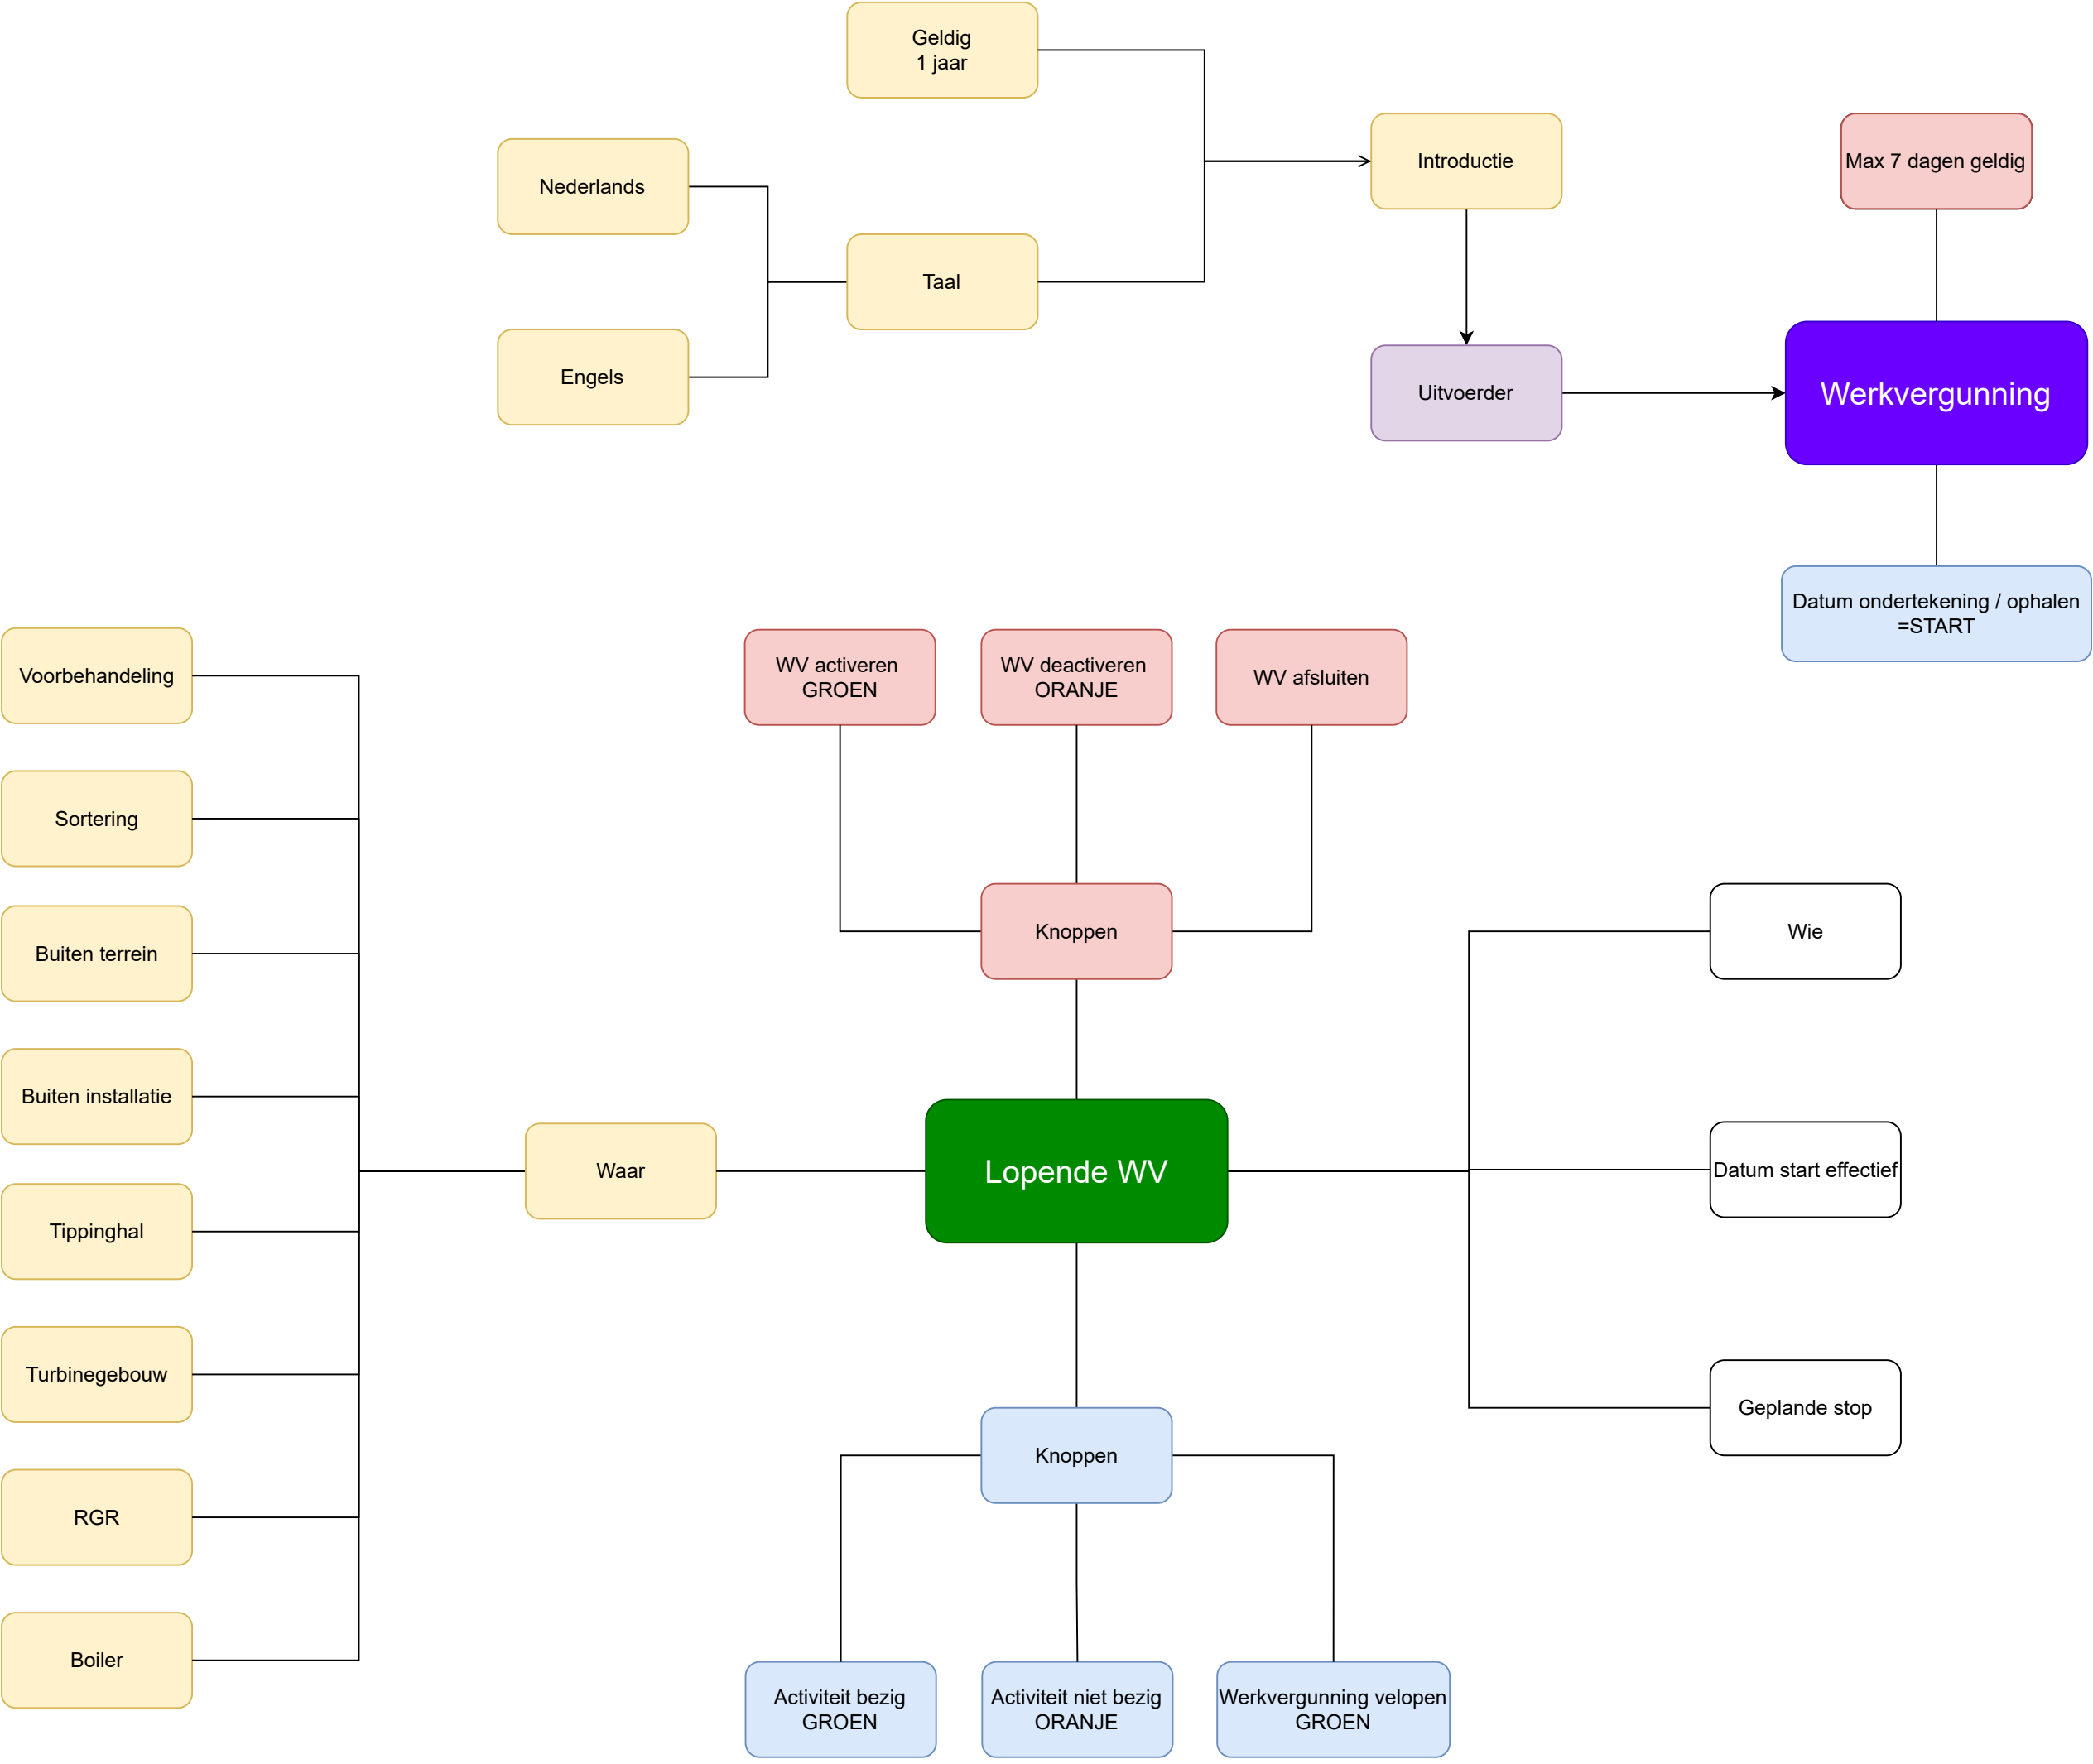 Geldig
1 jaar
Nederlands
Introductie
Max 7 dagen geldig
Taal
Engels
Uitvoerder
Werkvergunning
Datum ondertekening / ophalen
=START
Voorbehandeling
WV activeren
GROEN
WV deactiveren
ORANJE
WV afsluiten
Sortering
Buiten terrein
Knoppen
Wie
Buiten installatie
Waar
Lopende WV
Datum start effectief
Tippinghal
Turbinegebouw
Knoppen
Geplande stop
RGR
Boiler
Activiteit bezig
GROEN
Activiteit niet bezig
ORANJE
Werkvergunning velopen
GROEN